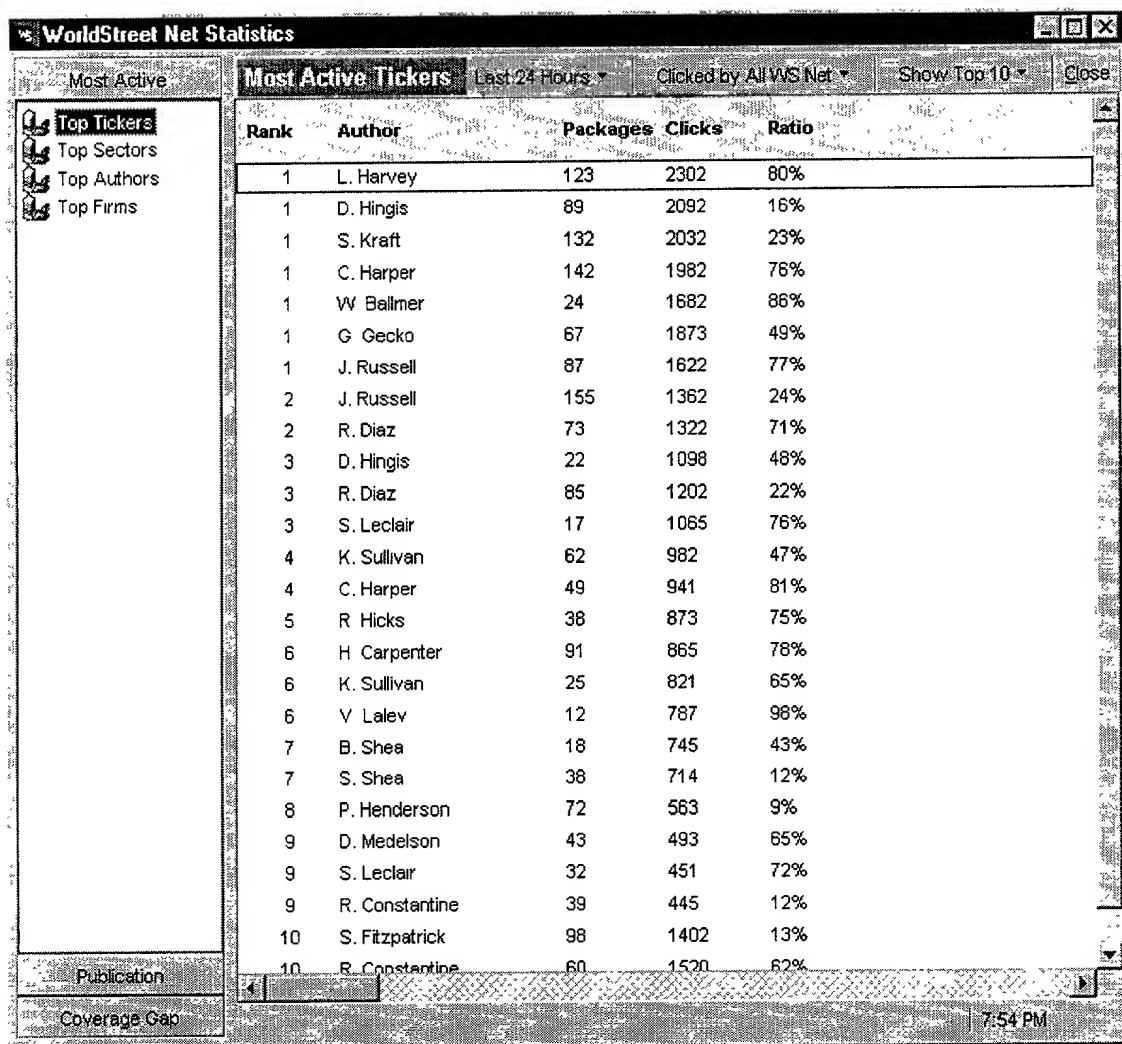 WS WorldStreet Net Statistics
Most Active
Most Active Tickers Last 24 Hours Clicked by All WS Net Show Top 10 Close
Top Tickers
Top Sectors
Top Authors
Top Firms
Rank Author Packages Clicks Ratio
1 L. Harvey 123 2302 80%
1 D. Hingis 89 2092 16%
1 S. Kraft 132 2032 23%
1 C. Harper 142 1982 76%
1 W Ballmer 24 1682 86%
1 G Gecko 67 1873 49%
1 J. Russell 87 1622 77%
2 J. Russell 155 1362 24%
2 R. Diaz 73 1322 71%
3 D. Hingis 22 1098 48%
3 R. Diaz 85 1202 22%
3 S. Leclair 17 1065 76%
4 K. Sullivan 62 982 47%
4 C. Harper 49 941 81%
5 R Hicks 38 873 75%
6 H Carpenter 91 865 78%
6 K. Sullivan 25 821 65%
6 V Lalev 12 787 98%
7 B. Shea 18 745 43%
7 S. Shea 38 714 12%
8 P. Henderson 72 563 9%
9 D. Medelson 43 493 65%
9 S. Leclair 32 451 72%
9 R. Constantine 39 445 12%
10 S. Fitzpatrick 98 1402 13%
10 R. Constantine 60 1520 62%
Publication
Coverage Gap
7:54 PM